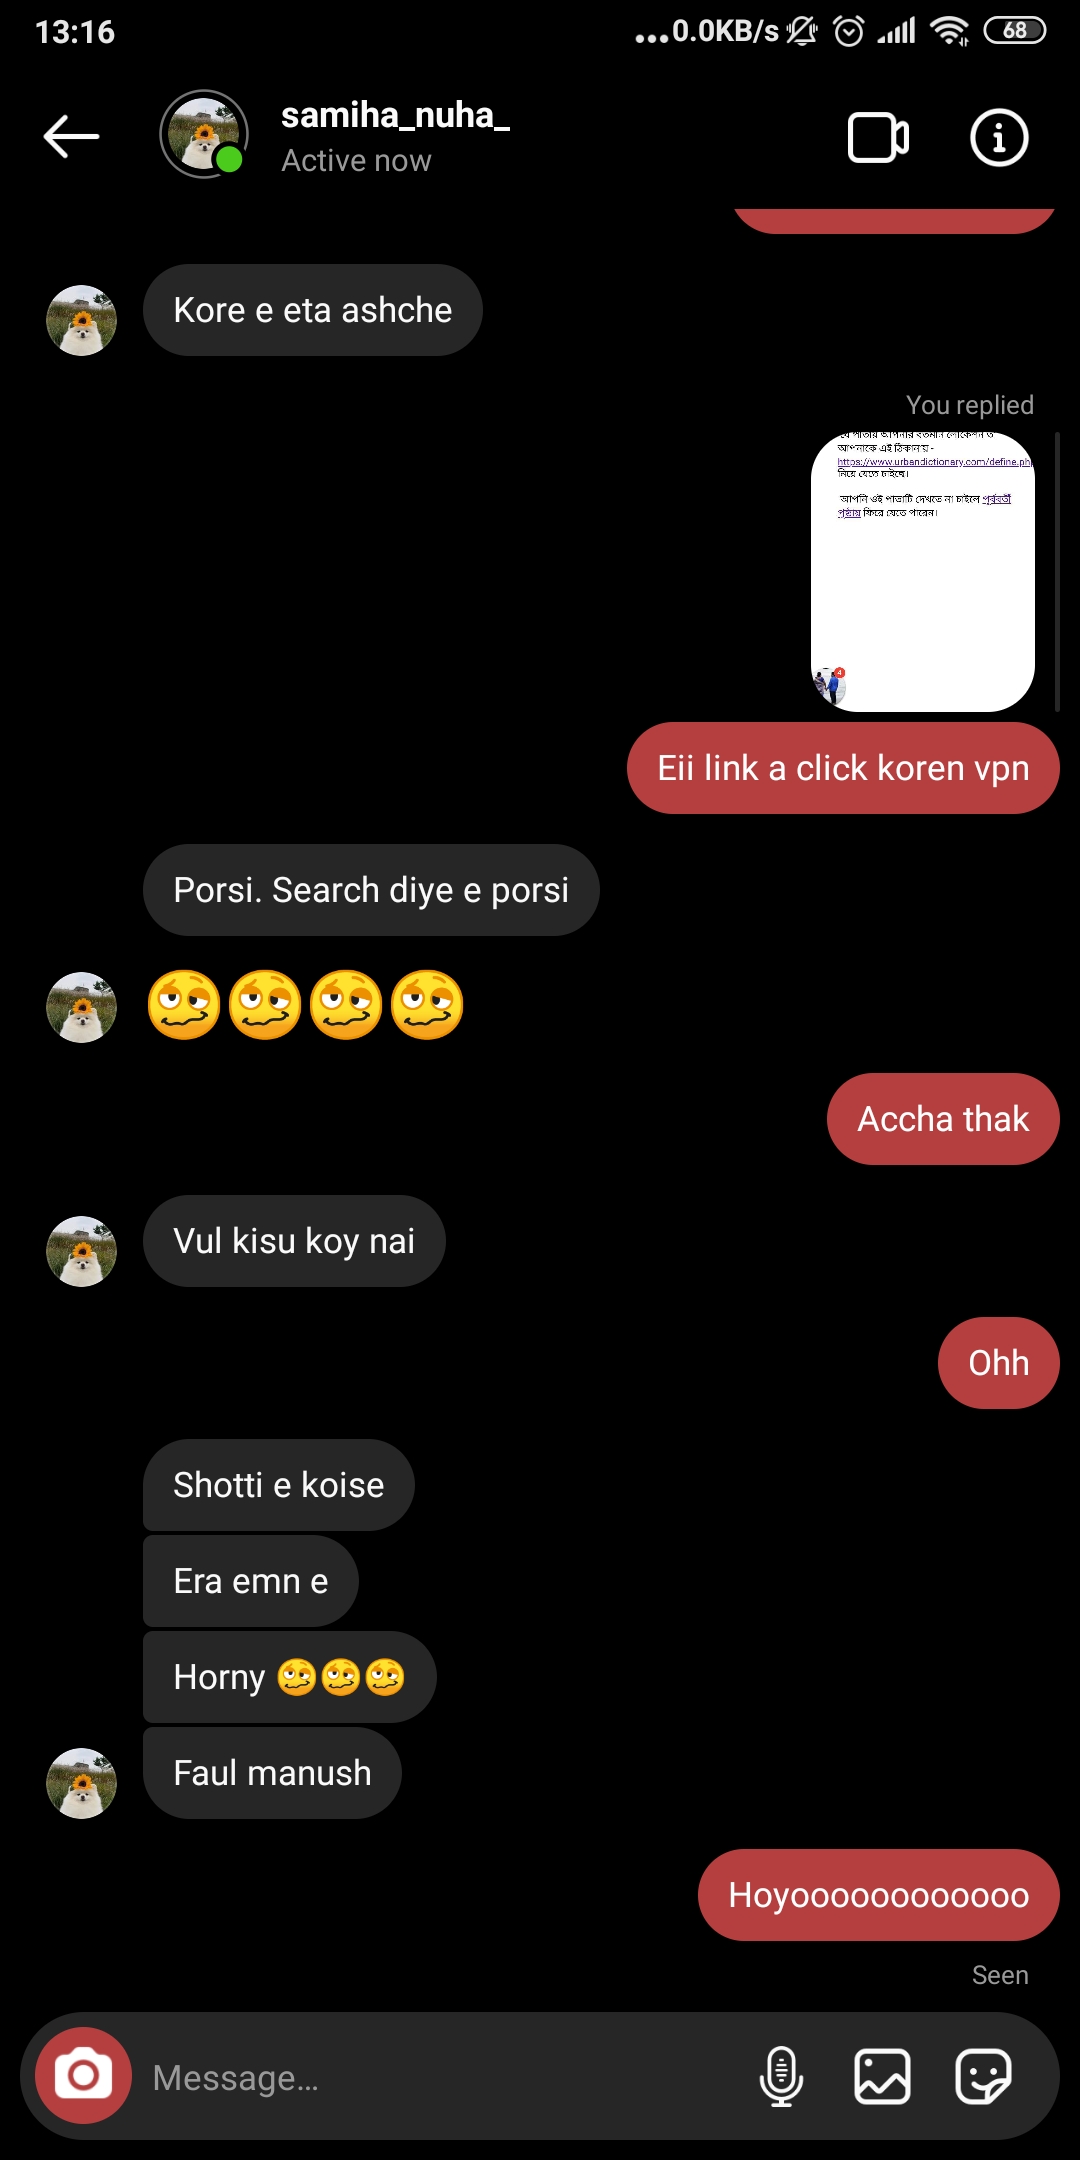 13:16
...0.0KB/s
68
samiha_nuha_
Active now
Kore e eta ashche
You replied
আপনাকে এই ঠিকানায় -
https://www.urbandictionary.com/define.ph
নিয়ে যেতে চাইছে।
আপনি ওই পাতাটি দেখতে না চাইলে পূর্ববর্তী
পৃষ্ঠায় ফিরে যেতে পারেন।
4
Eii link a click koren vpn
Porsi. Search diye e porsi
🥴🥴🥴🥴
Accha thak
Vul kisu koy nai
Ohh
Shotti e koise
Era emn e
Horny 🥴🥴🥴
Faul manush
Hoyoooooooooooo
Seen
Message...